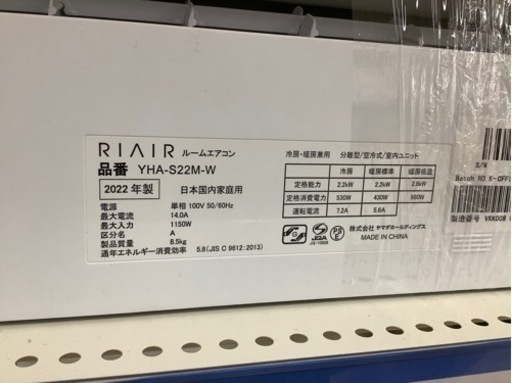 RIAIR ルームエアコン
品番 YHA-S22M-W
2022年製 日本国内家庭用
電源 単相 100V 50/60Hz
最大電流 14.0A
最大電力 1150W
区分名 A
製品の質量 8.5kg
通年エネルギー消費効率 5.8(JIS C 9612:2013)
冷房・暖房兼用 分離型/空冷式/室内ユニット
冷房 暖房標準 暖房低温
定格能力 2.2kW 2.2kW
定格消費電力 530W 430W
運転電流 7.2A 5.6A
株式会社 ヤマダホールディングス
MADE IN CHINA
S/N
Batch NO
製造番号